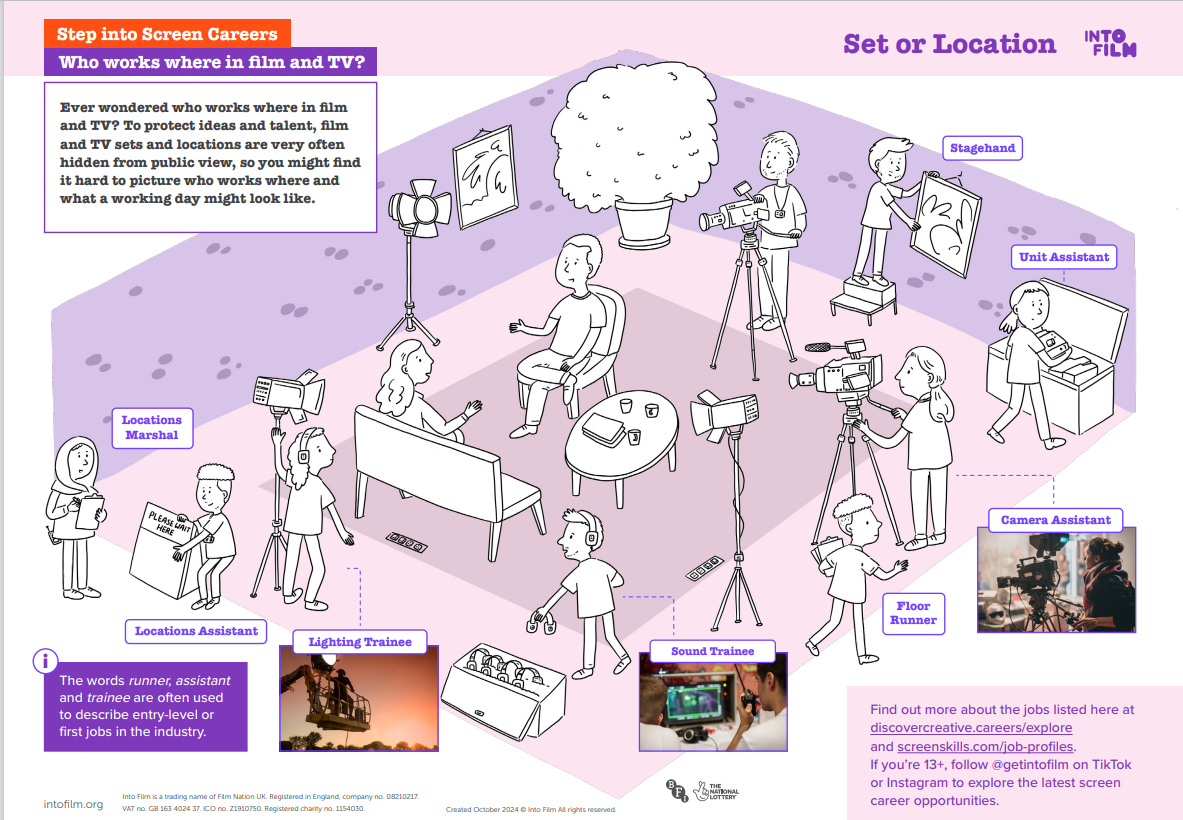 Step into Screen Careers
Who works where in film and TV?
Set or Location
INTO
FILM
Ever wondered who works where in film
and TV? To protect ideas and talent, film
and TV sets and locations are very often
hidden from public view, so you might find
it hard to picture who works where and
what a working day might look like.
Stagehand
Unit Assistant
Locations
Marshal
PLEASE WAIT
HERE
Camera Assistant
Floor
Runner
Locations Assistant
Lighting Trainee
Sound Trainee
i
The words runner, assistant
and trainee are often used
to describe entry-level or
first jobs in the industry.
Find out more about the jobs listed here at
discovercreative.careers/explore
and screenskills.com/job-profiles.
If you're 13+, follow @getintofilm on TikTok
or Instagram to explore the latest screen
career opportunities.
intofilm.org
Into Film is a trading name of Film Nation UK. Registered in England, company no. 08210217.
VAT no. GB 163 4024 37. ICO no. Z1910750. Registered charity no. 1154030.
Created October 2024 © Into Film All rights reserved.
BFI
THE
NATIONAL
LOTTERY